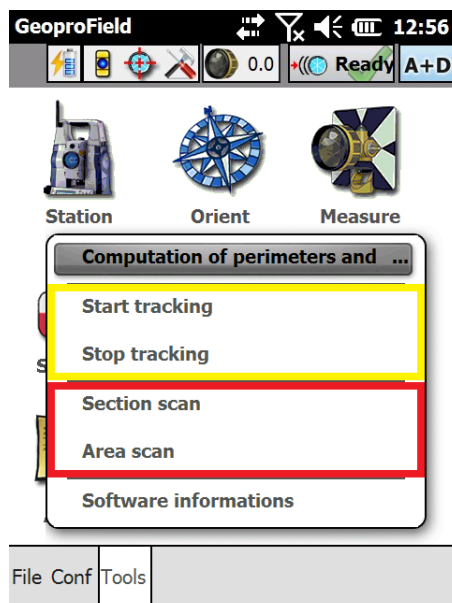 GeoproField 12:56
0.0 Ready A+D
Station Orient Measure
Computation of perimeters and ...
Start tracking
S
Stop tracking
Section scan
Area scan
Software informations
File Conf Tools